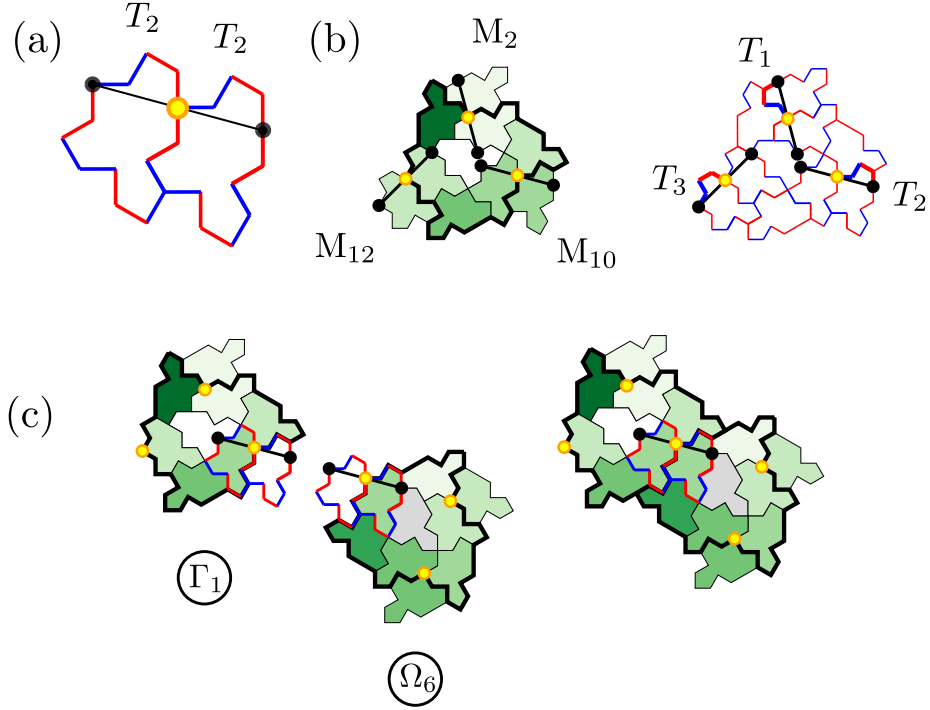 (a)
T₂
T₂
(b)
M₂
M₁₂
M₁₀
T₁
T₃
T₂
(c)
Γ₁
Ω₆